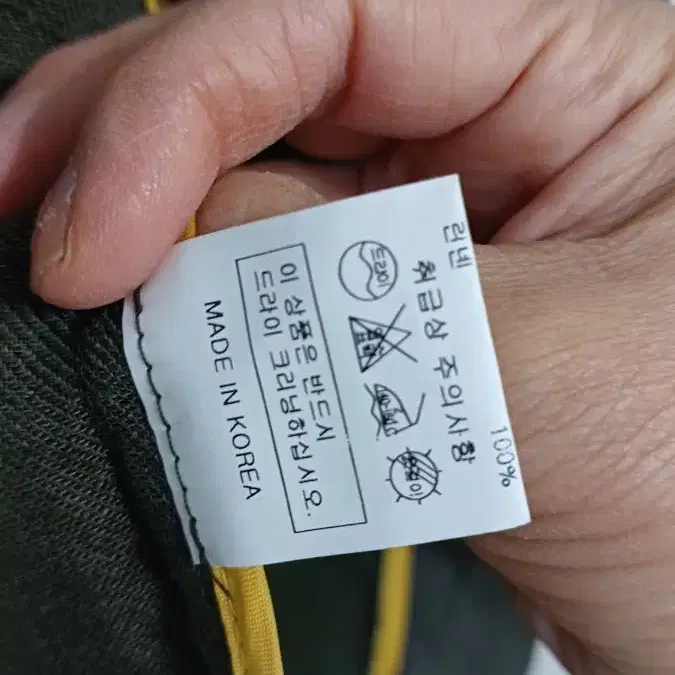 린넨 100%
취급상 주의사항
드라이
이 상품은 반드시
드라이 크리닝하십시오.
MADE IN KOREA